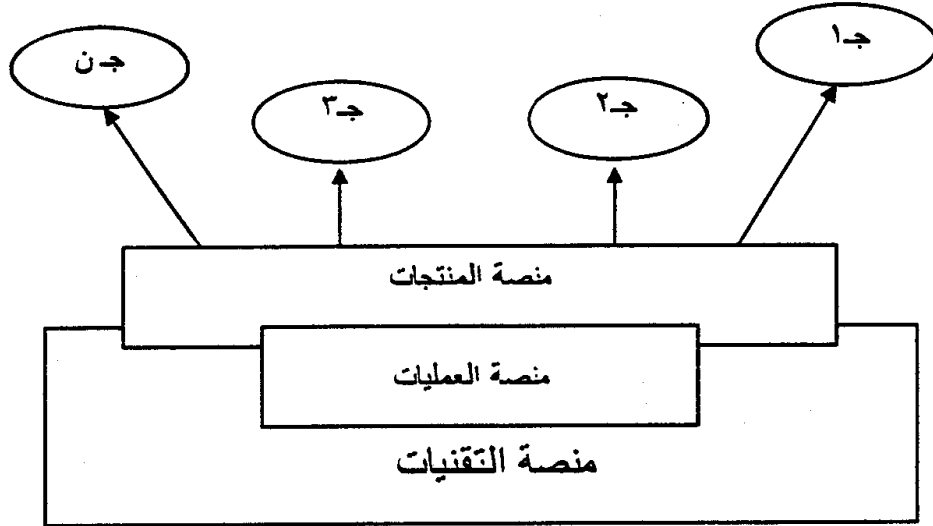 جـ١
جـ٢
جـ٣
جـ ن
منصة المنتجات
منصة العمليات
منصة التقنيات